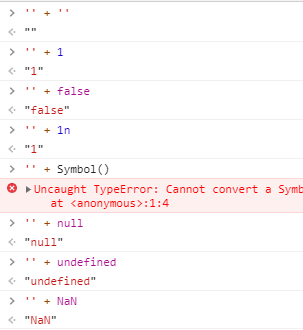 > '' + ''
< ""
> '' + 1
< "1"
> '' + false
< "false"
> '' + 1n
< "1"
> '' + Symbol()
Uncaught TypeError: Cannot convert a Symb
at <anonymous>:1:4
> '' + null
< "null"
> '' + undefined
< "undefined"
> '' + NaN
< "NaN"